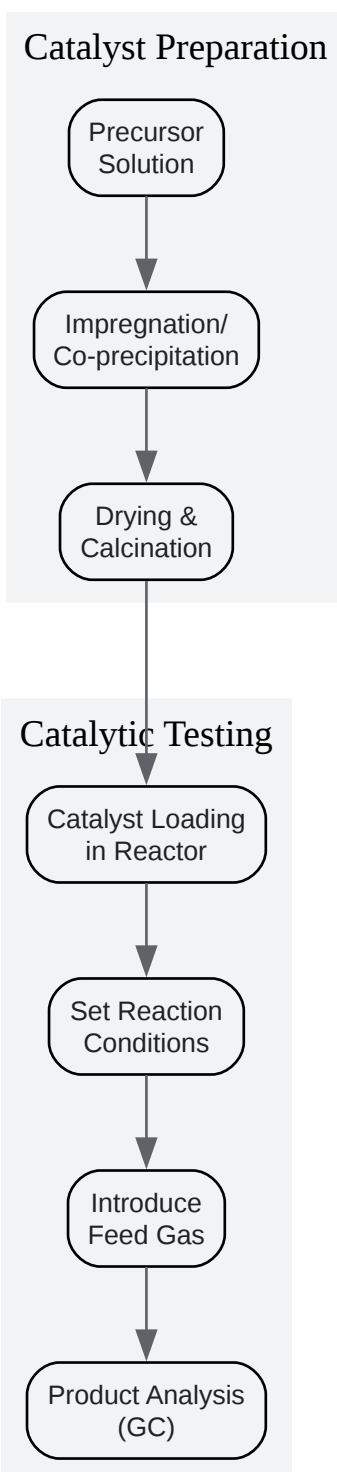 Catalyst Preparation
Precursor
Solution
Impregnation/
Co-precipitation
Drying &
Calcination
Catalytic Testing
Catalyst Loading
in Reactor
Set Reaction
Conditions
Introduce
Feed Gas
Product Analysis
(GC)